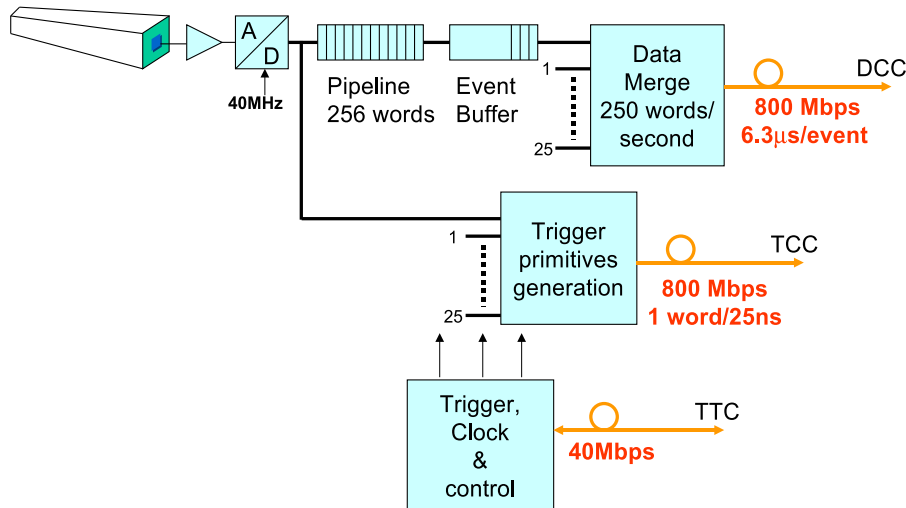 A
D
40MHz
Pipeline
256 words
Event
Buffer
1
25
Data
Merge
250 words/
second
DCC
800 Mbps
6.3μs/event
1
25
Trigger
primitives
generation
TCC
800 Mbps
1 word/25ns
Trigger,
Clock
&
control
TTC
40Mbps